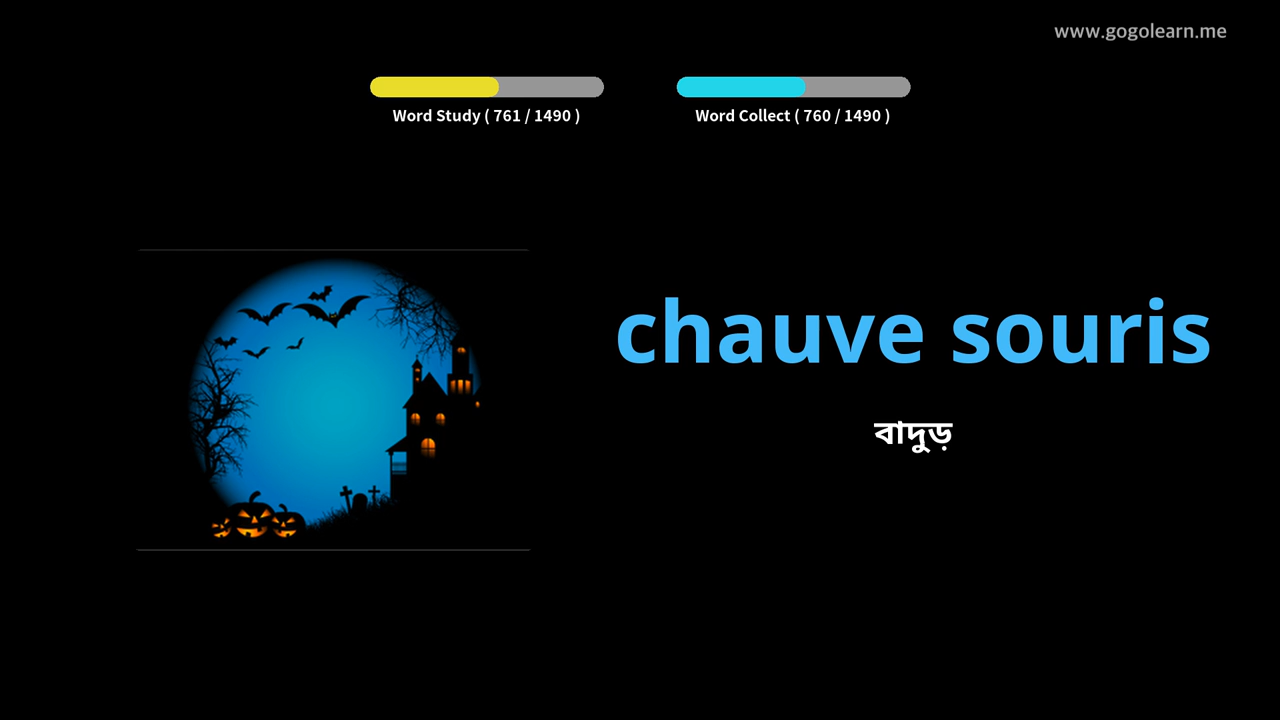 www.gogolearn.me
Word Study ( 761 / 1490 )
Word Collect ( 760 / 1490 )
chauve souris
বাদুড়